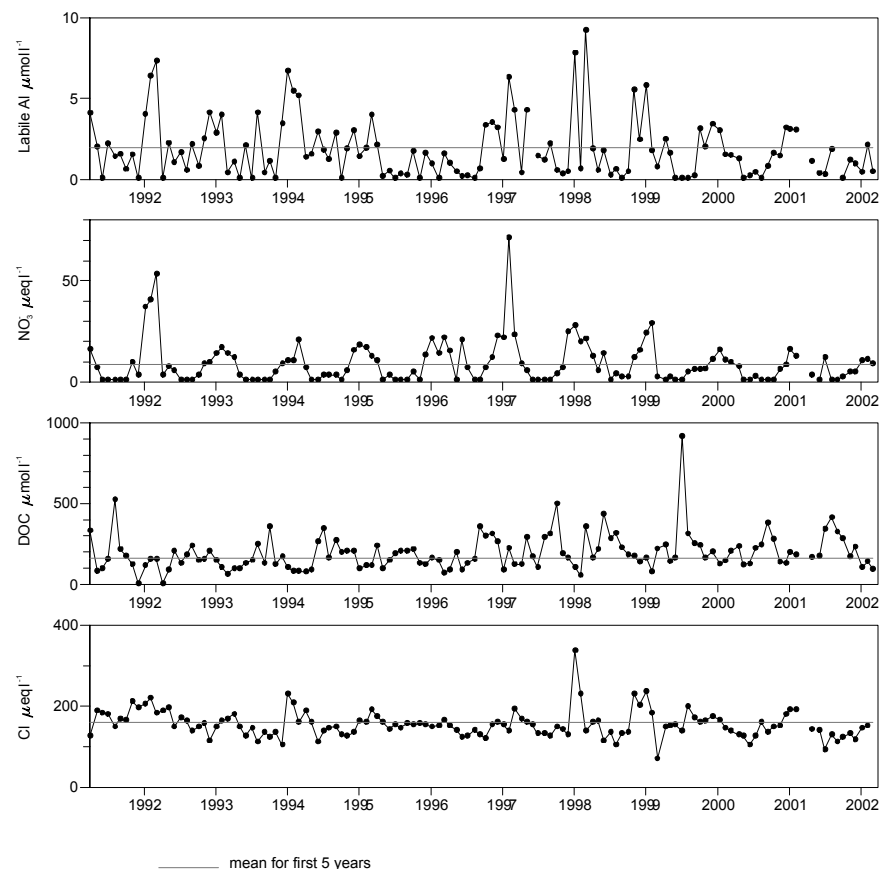 Labile Al µmol l⁻¹
10
5
0
1992 1993 1994 1995 1996 1997 1998 1999 2000 2001 2002
NO₃⁻ µeq l⁻¹
50
0
1992 1993 1994 1995 1996 1997 1998 1999 2000 2001 2002
DOC µmol l⁻¹
1000
500
0
1992 1993 1994 1995 1996 1997 1998 1999 2000 2001 2002
Cl⁻ µeq l⁻¹
400
200
0
1992 1993 1994 1995 1996 1997 1998 1999 2000 2001 2002
mean for first 5 years